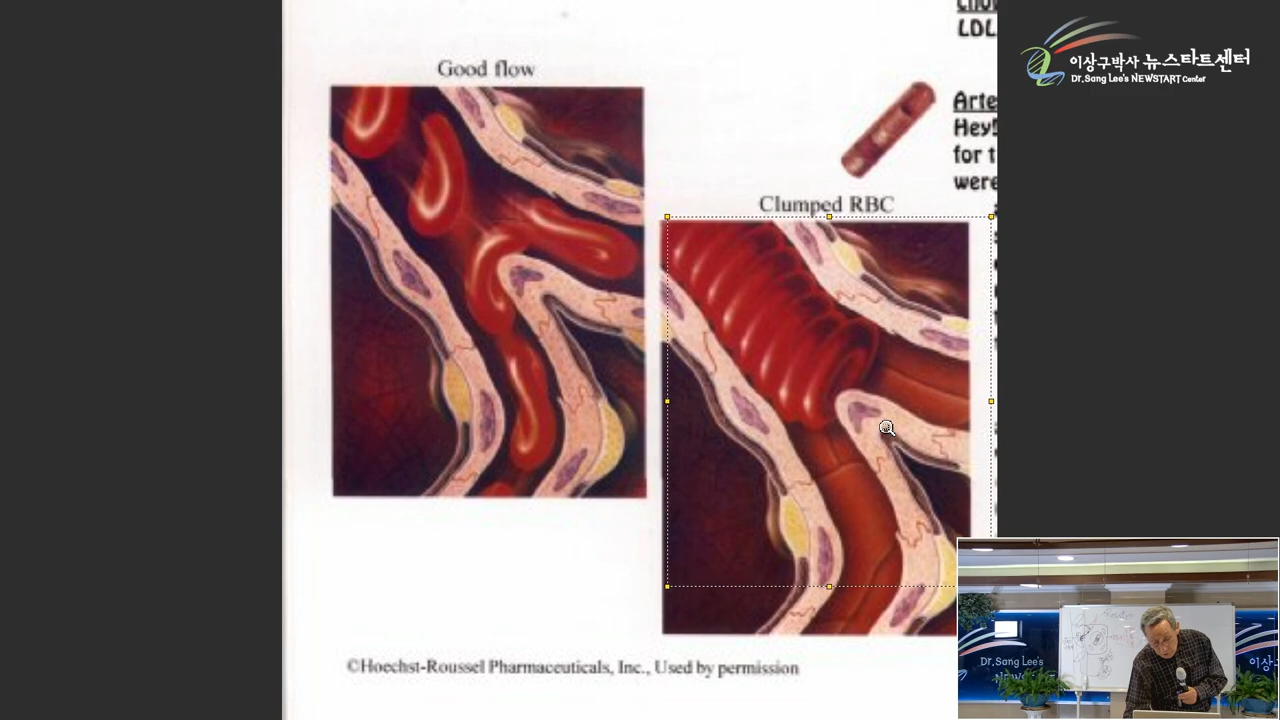 LDL
이상구박사 뉴스타트센터
Dr.Sang Lee's NEWSTART Center
Good flow
Arte
Hey
for t
were
Clumped RBC
Dr.Sang Lee's
©Hoechst-Roussel Pharmaceuticals, Inc., Used by permission